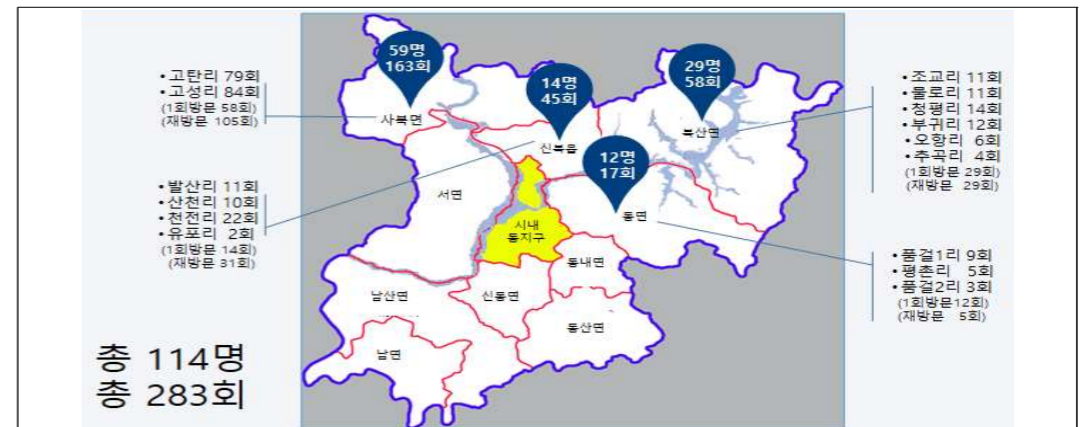 59명
163회
14명
45회
29명
58회
12명
17회
•고탄리 79회
•고성리 84회
(1회방문 58회)
(재방문 105회)
•발산리 11회
•산천리 10회
•천전리 22회
•유포리 2회
(1회방문 14회)
(재방문 31회)
•조교리 11회
•물로리 11회
•청평리 14회
•부귀리 12회
•오항리 6회
•추곡리 4회
(1회방문 29회)
(재방문 29회)
•품걸1리 9회
•평촌리 5회
•품걸2리 3회
(1회방문12회)
(재방문 5회)
사북면
신북읍
북산면
서면
동면
시내
동지구
동내면
남산면
신동면
동산면
남면
총 114명
총 283회